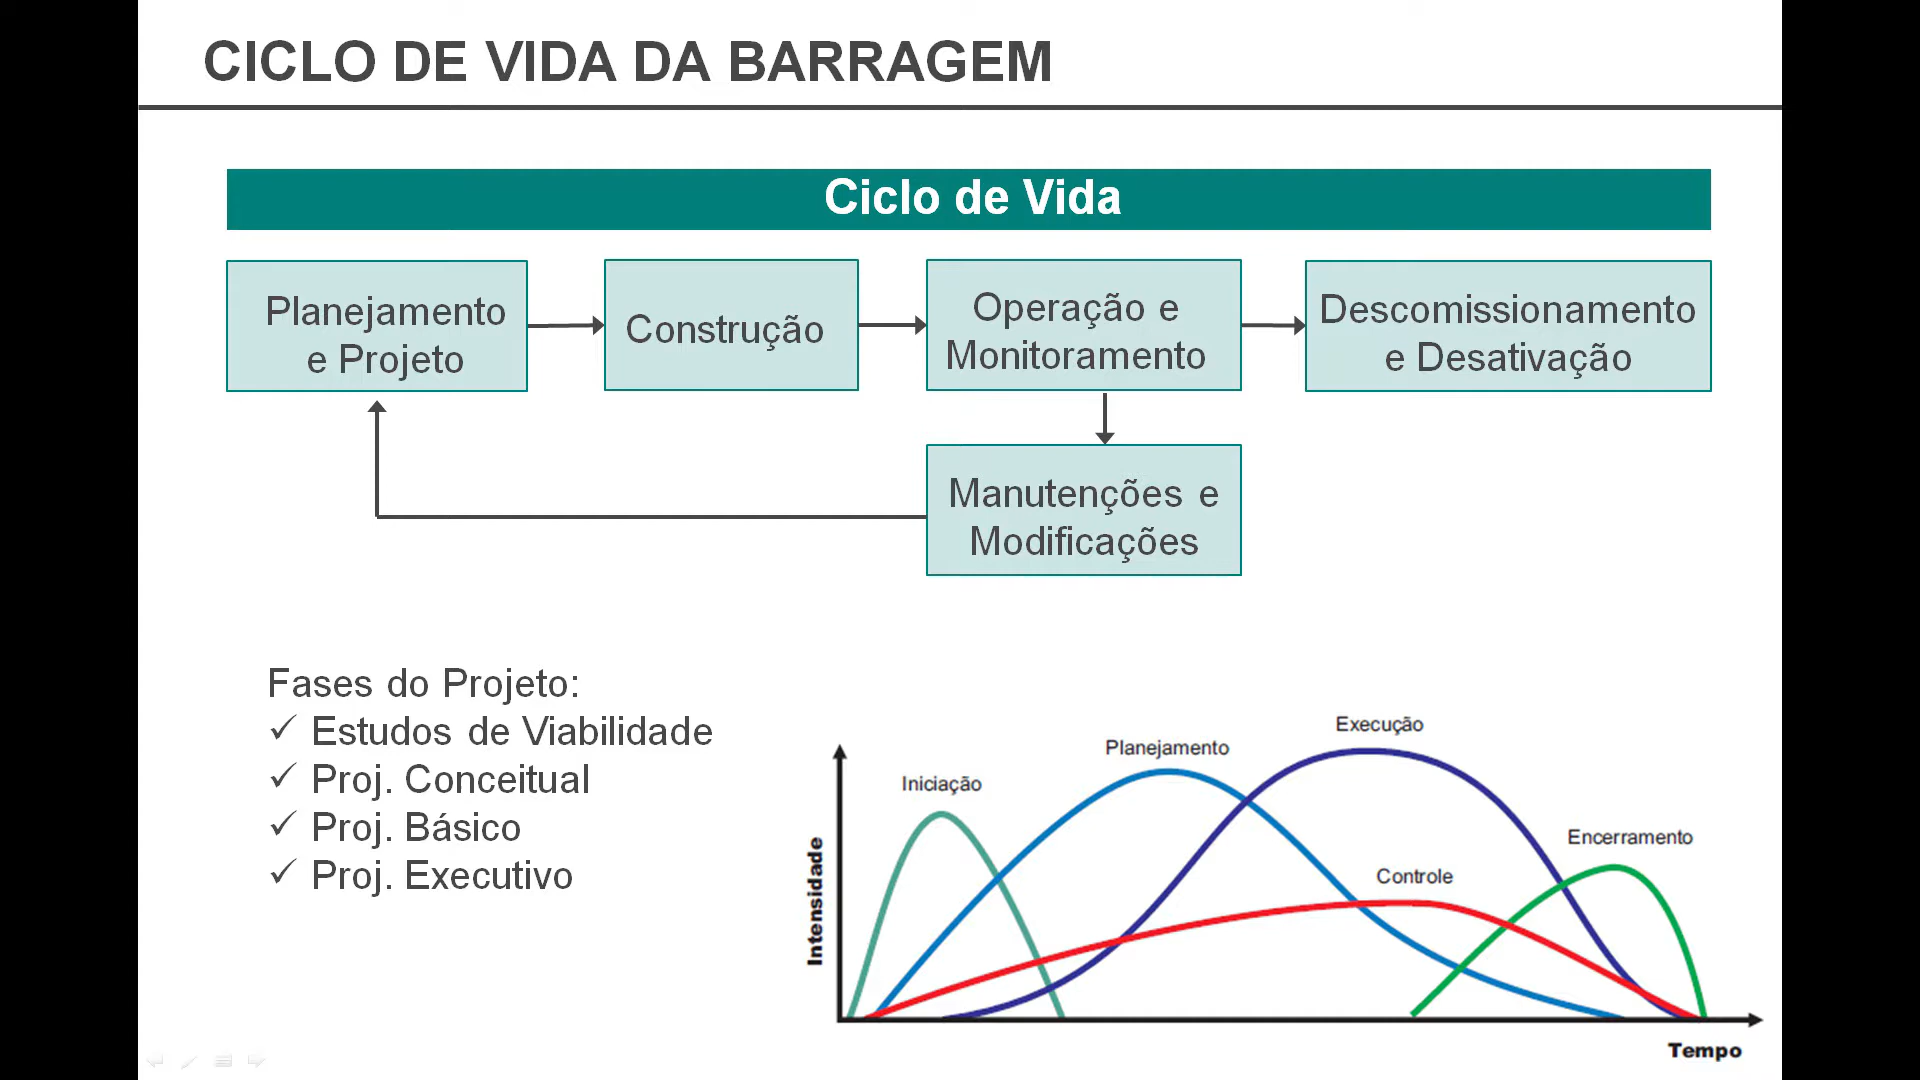 CICLO DE VIDA DA BARRAGEM
Ciclo de Vida
Planejamento
e Projeto
Construção
Operação e
Monitoramento
Descomissionamento
e Desativação
Manutenções e
Modificações
Fases do Projeto:
✓ Estudos de Viabilidade
✓ Proj. Conceitual
✓ Proj. Básico
✓ Proj. Executivo
Execução
Planejamento
Iniciação
Encerramento
Controle
Intensidade
Tempo